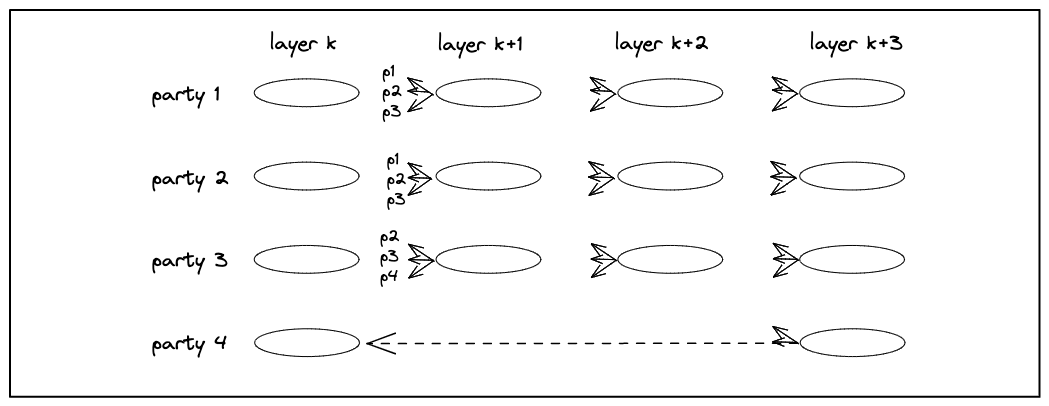 layer k layer k+1 layer k+2 layer k+3
p1
party 1 p2
p3
p1
party 2 p2
p3
p2
party 3 p3
p4
party 4